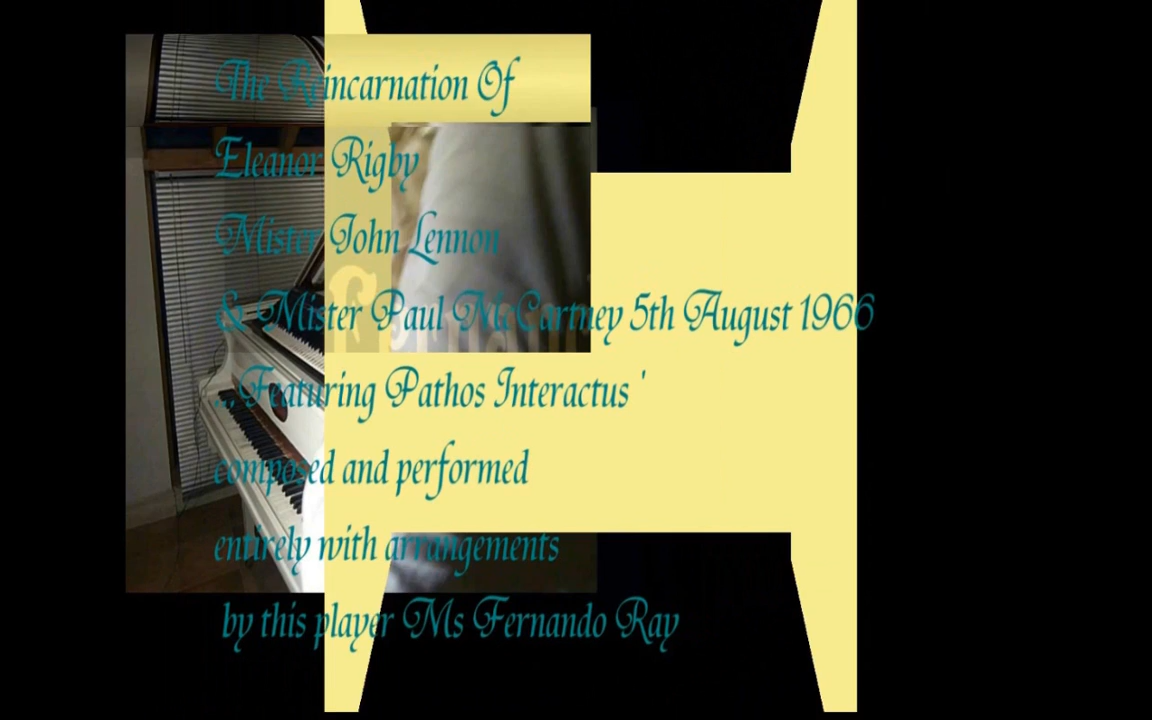 The Reincarnation Of
Eleanor Rigby
Mister John Lennon
& Mister Paul McCartney 5th August 1966
...Featuring Pathos Interactus '
composed and performed
entirely with arrangements
by this player Ms Fernando Ray